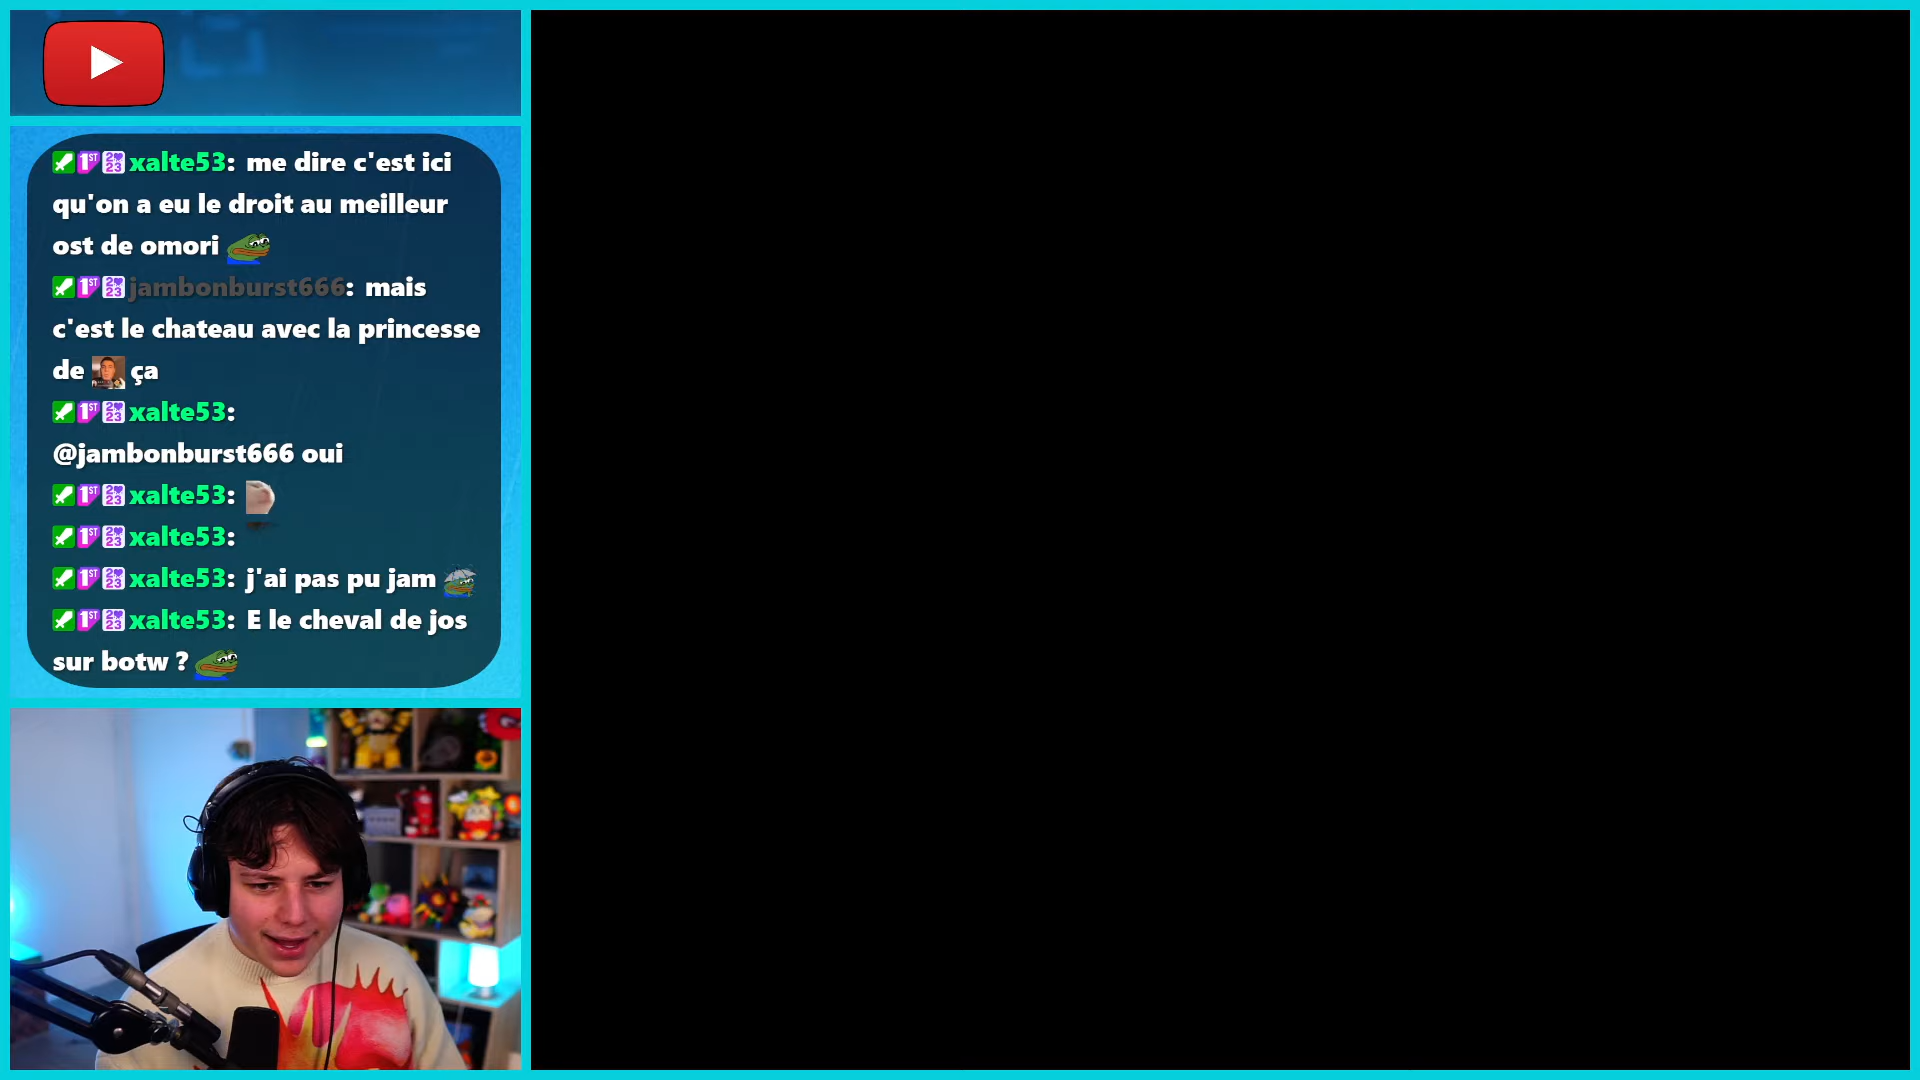 xalte53: me dire c'est ici
qu'on a eu le droit au meilleur
ost de omori
jambonburst666: mais
c'est le chateau avec la princesse
de ça
xalte53:
@jambonburst666 oui
xalte53:
xalte53:
xalte53: j'ai pas pu jam
xalte53: E le cheval de jos
sur botw ?